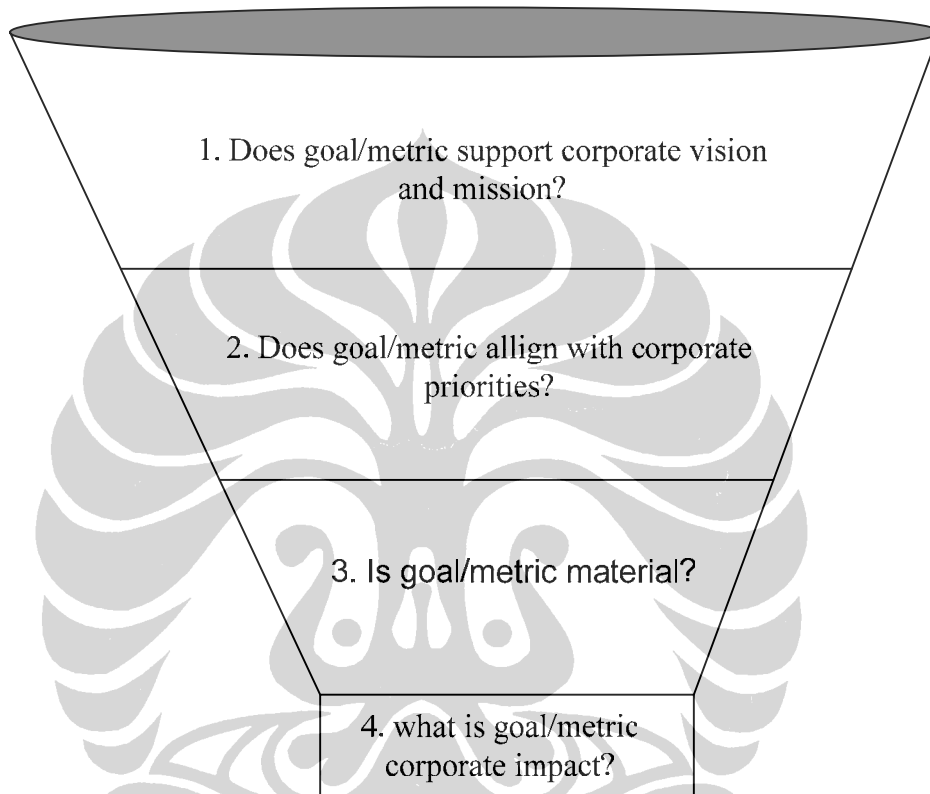 1. Does goal/metric support corporate vision
and mission?
2. Does goal/metric allign with corporate
priorities?
3. Is goal/metric material?
4. what is goal/metric
corporate impact?